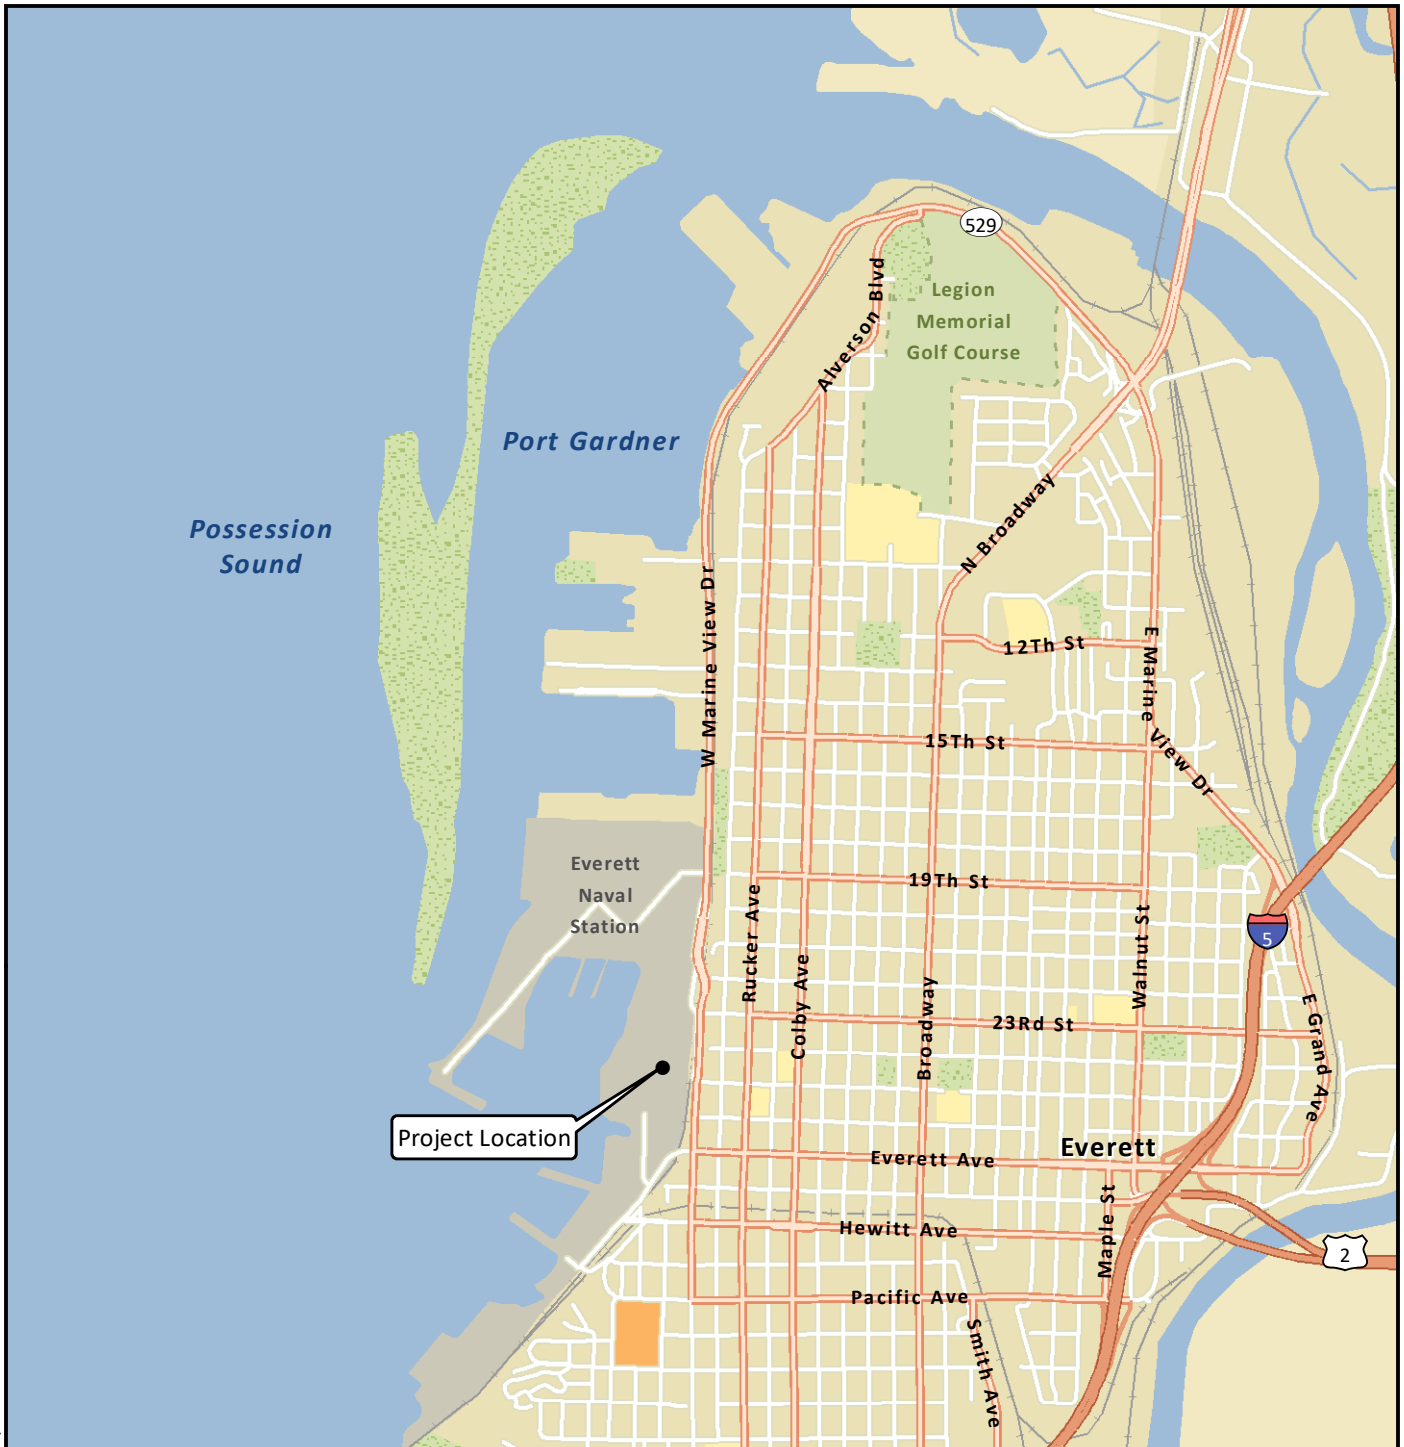 529
Alverson Blvd
Legion
Memorial
Golf Course
Port Gardner
Possession
Sound
N Broadway
W Marine View Dr
12Th St
E Marine View Dr
15Th St
Everett
Naval
Station
19Th St
Rucker Ave
Colby Ave
Broadway
Walnut St
5
23Rd St
E Grand Ave
Project Location
Everett Ave
Everett
Hewitt Ave
Maple St
2
Pacific Ave
Smith Ave